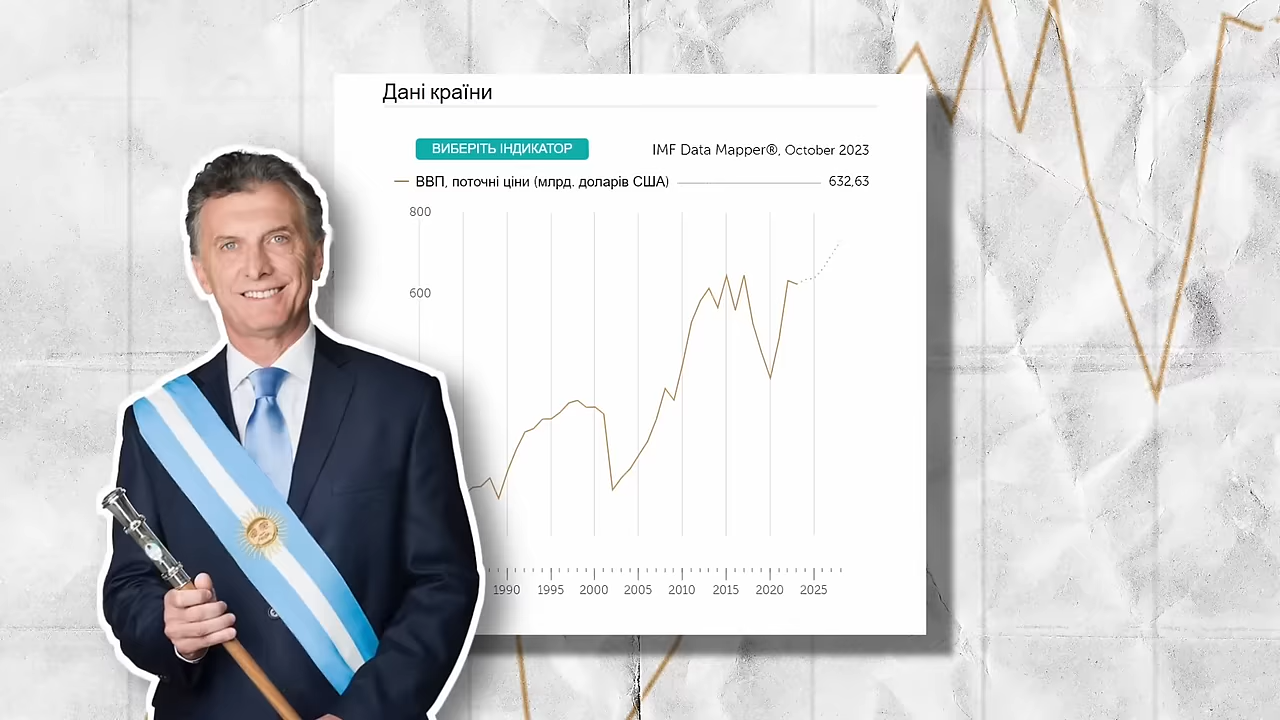 Дані країни
ВИБЕРІТЬ ІНДИКАТОР
IMF Data Mapper®, October 2023
ВВП, поточні ціни (млрд. доларів США) 632,63
800
600
1990 1995 2000 2005 2010 2015 2020 2025